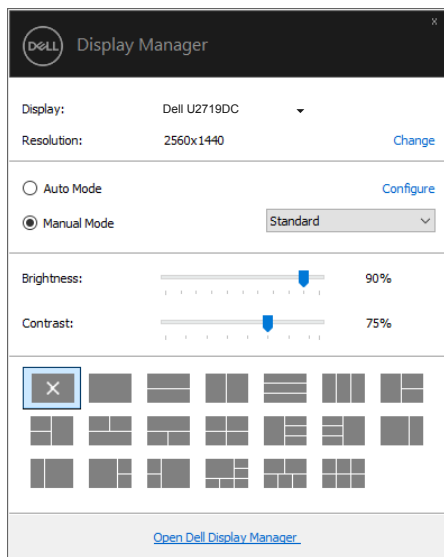 x
DELL Display Manager
Display: Dell U2719DC
Resolution: 2560x1440 Change
Auto Mode Configure
Manual Mode Standard
Brightness: 90%
Contrast: 75%
Open Dell Display Manager